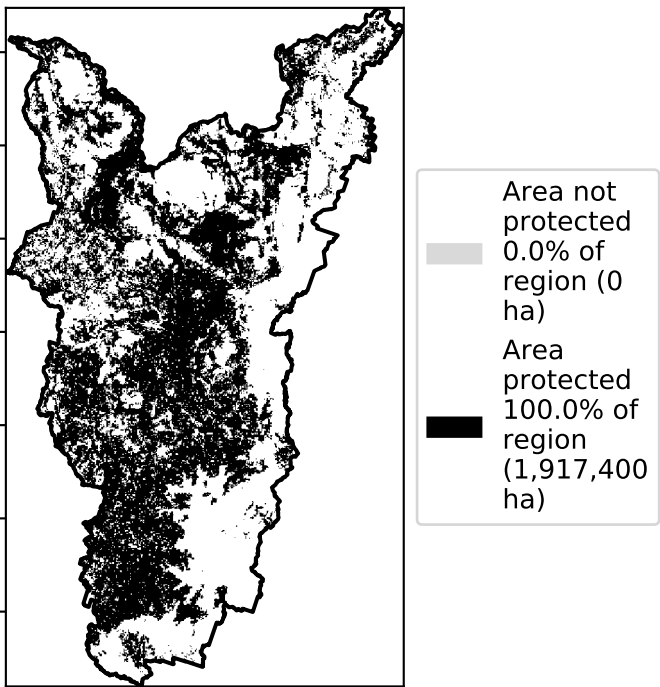 Area not
protected
0.0% of
region (0
ha)
Area
protected
100.0% of
region
(1,917,400
ha)